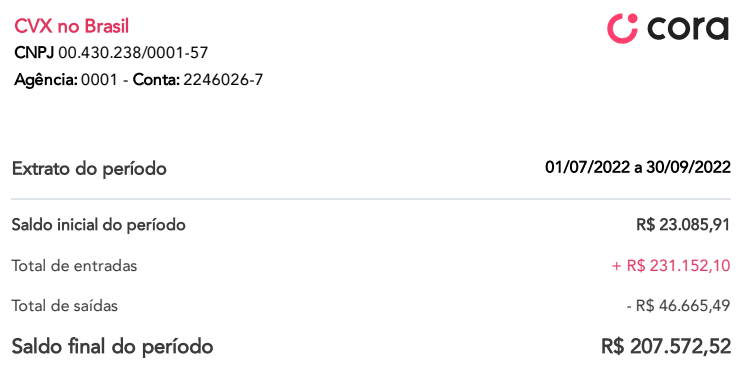 CVX no Brasil
cora
CNPJ 00.430.238/0001-57
Agência: 0001 - Conta: 2246026-7
Extrato do período 01/07/2022 a 30/09/2022
Saldo inicial do período R$ 23.085,91
Total de entradas + R$ 231.152,10
Total de saídas - R$ 46.665,49
Saldo final do período R$ 207.572,52